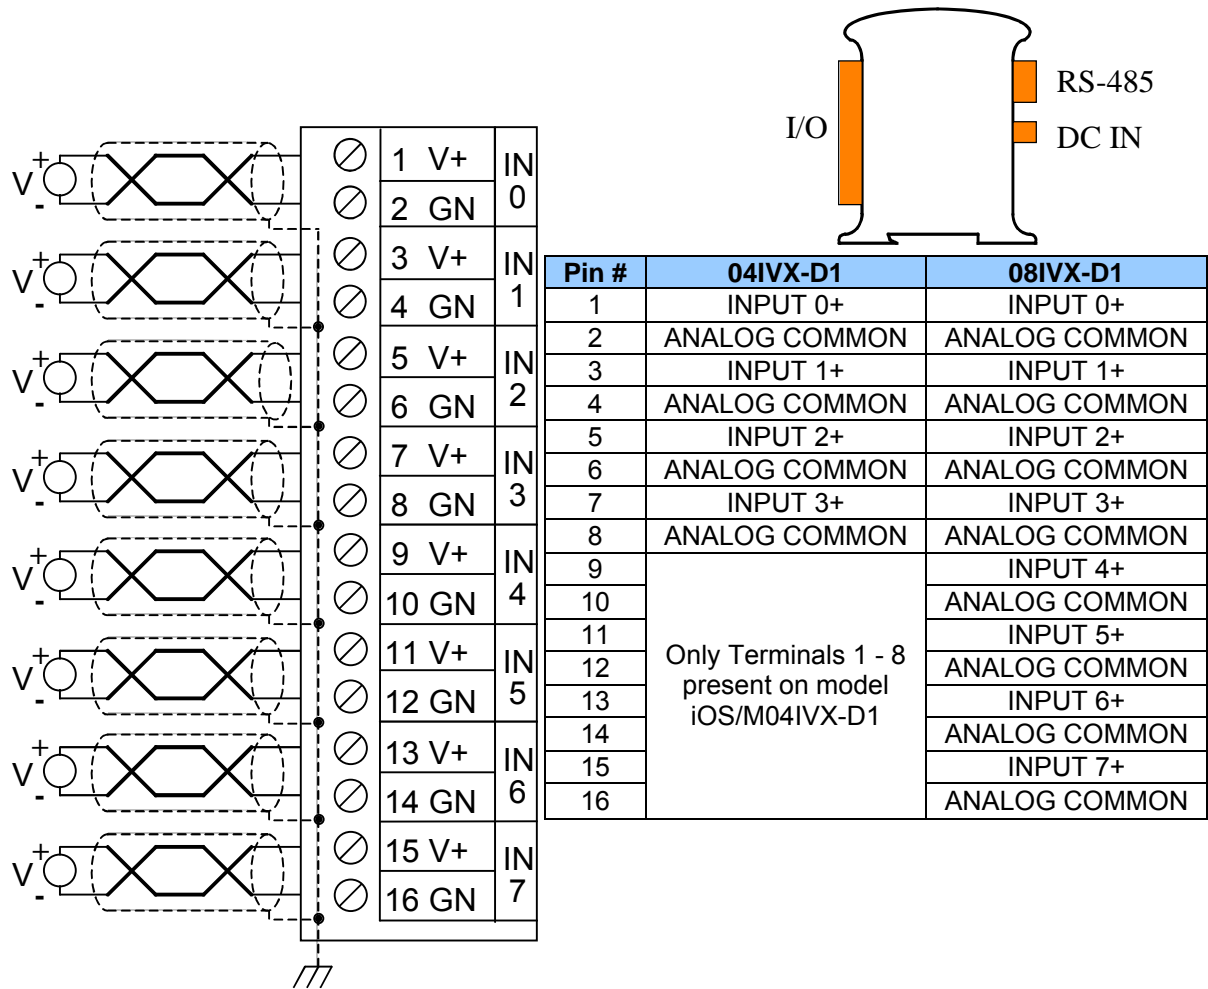 RS-485
I/O
DC IN
V + -
1 V+
2 GN
IN 0
V + -
3 V+
4 GN
IN 1
V + -
5 V+
6 GN
IN 2
V + -
7 V+
8 GN
IN 3
V + -
9 V+
10 GN
IN 4
V + -
11 V+
12 GN
IN 5
V + -
13 V+
14 GN
IN 6
V + -
15 V+
16 GN
IN 7
Pin # 04IVX-D1 08IVX-D1
1 INPUT 0+ INPUT 0+
2 ANALOG COMMON ANALOG COMMON
3 INPUT 1+ INPUT 1+
4 ANALOG COMMON ANALOG COMMON
5 INPUT 2+ INPUT 2+
6 ANALOG COMMON ANALOG COMMON
7 INPUT 3+ INPUT 3+
8 ANALOG COMMON ANALOG COMMON
9 INPUT 4+
10 ANALOG COMMON
11 INPUT 5+
12 ANALOG COMMON
13 INPUT 6+
14 ANALOG COMMON
15 INPUT 7+
16 ANALOG COMMON
Only Terminals 1 - 8
present on model
iOS/M04IVX-D1